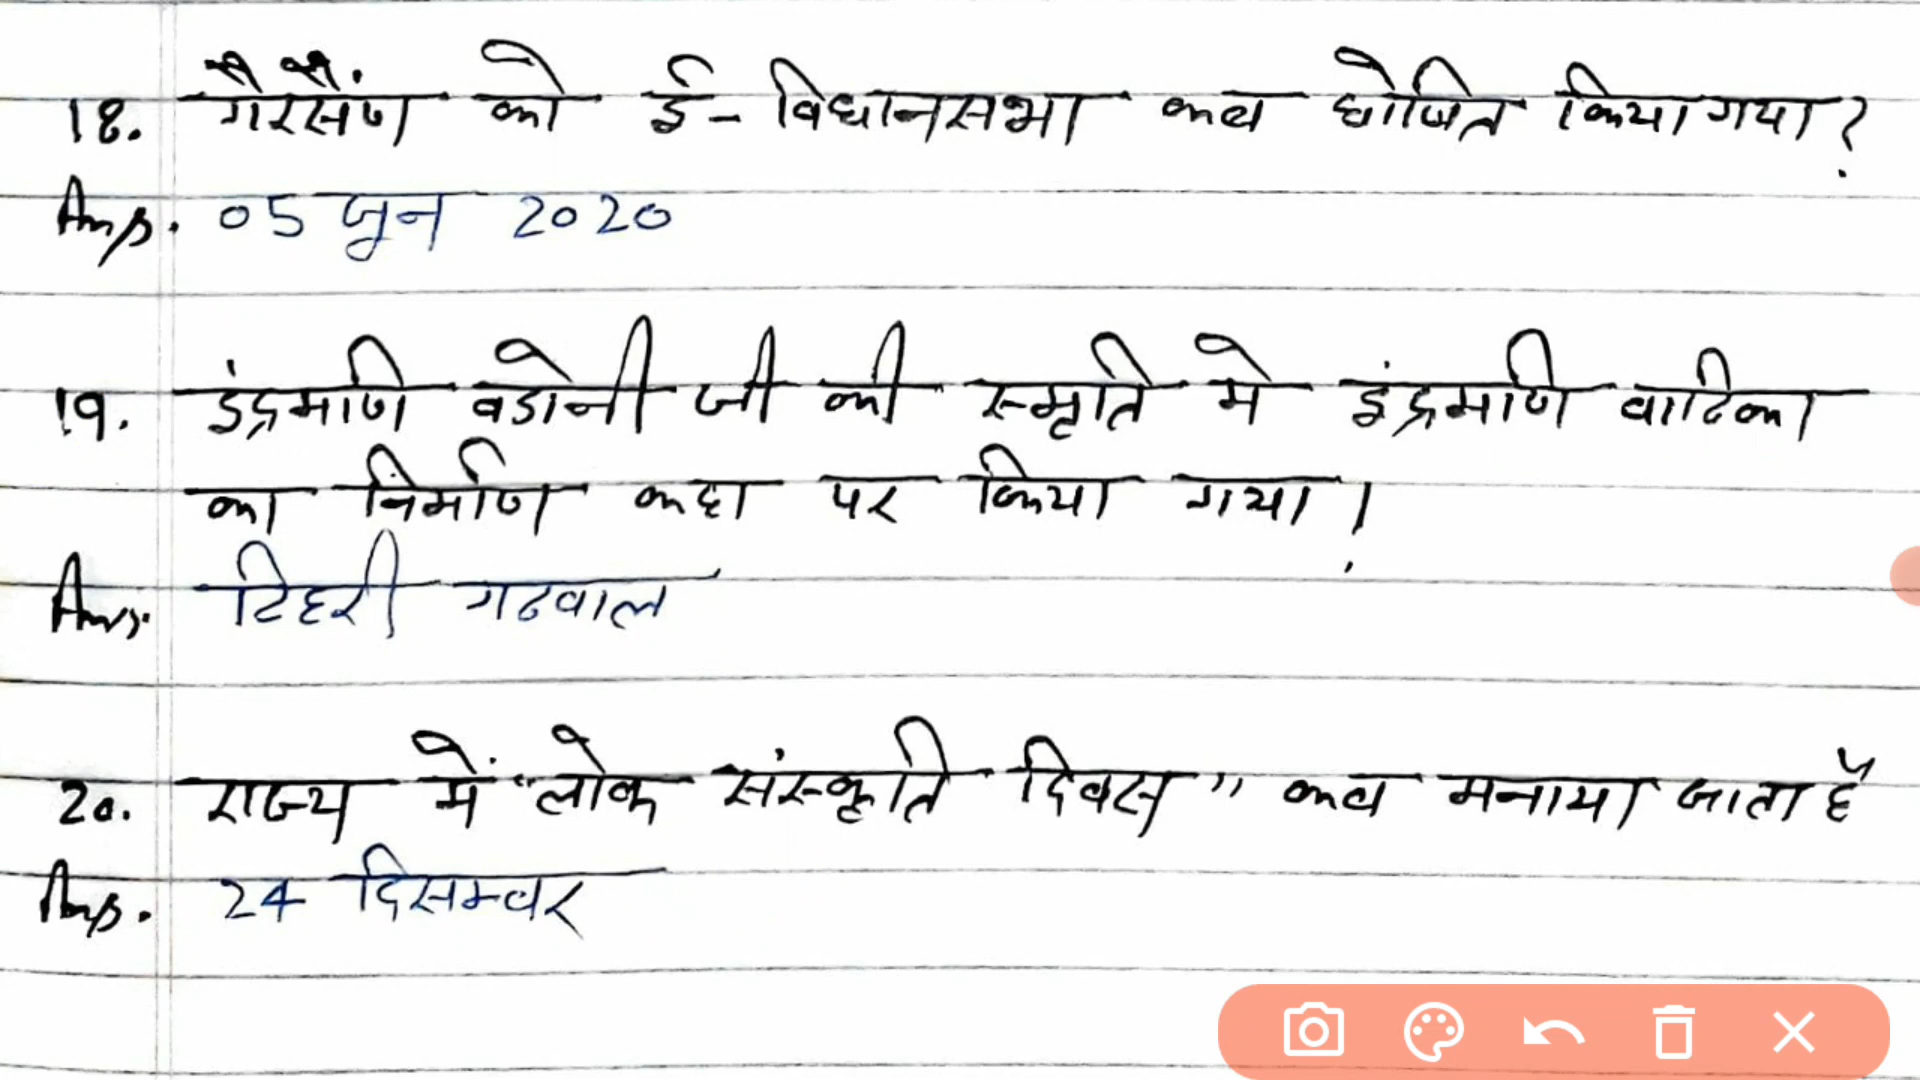 18. गैरसैंण को ई-विधानसभा कब घोषित किया गया?
Ans. 05 जून 2020
19. इंद्रमणि बडोनी जी की स्मृति मे इंद्रमणि वाटिका
का निर्माण कहा पर किया गया।
Ans. टिहरी गढवाल
20. राज्य में "लोक संस्कृति दिवस" कब मनाया जाता है
Ans. 24 दिसम्बर